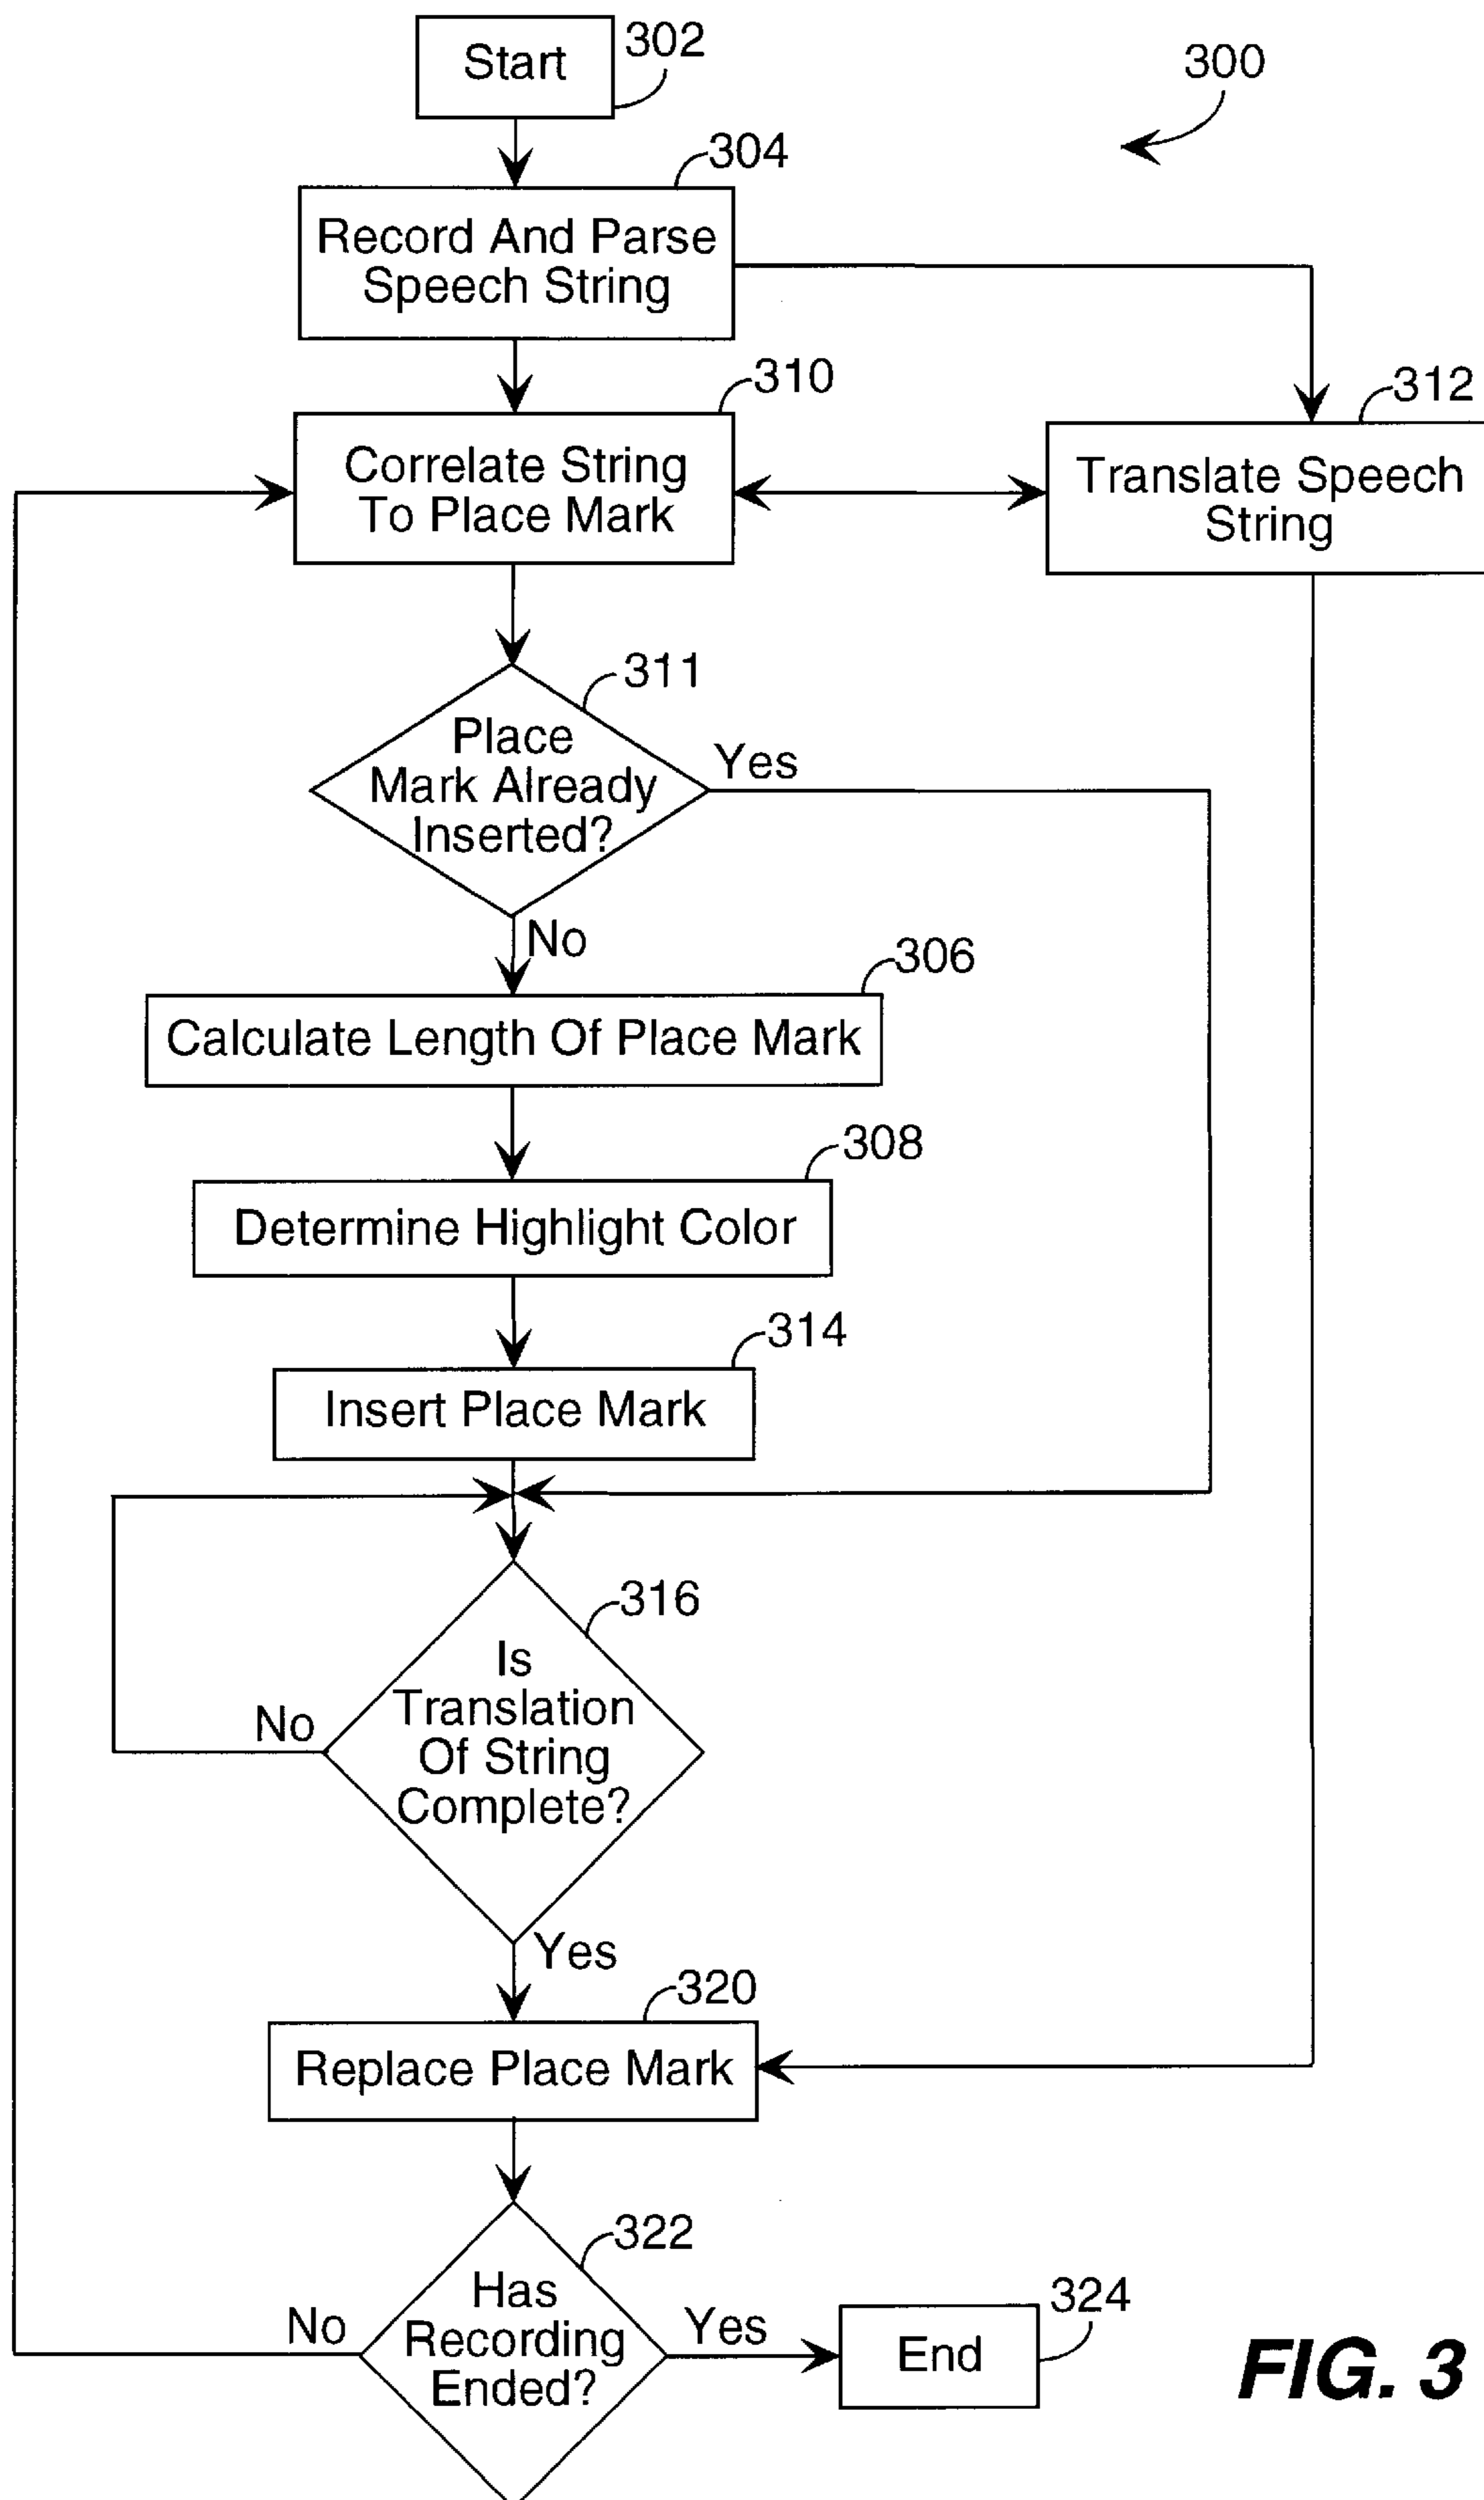 Start
302
300
304
Record And Parse
Speech String
310
Correlate String
To Place Mark
312
Translate Speech
String
311
Place
Mark Already
Inserted?
Yes
No
306
Calculate Length Of Place Mark
308
Determine Highlight Color
314
Insert Place Mark
316
Is
Translation
Of String
Complete?
No
Yes
320
Replace Place Mark
322
Has
Recording
Ended?
No
Yes
324
End
FIG. 3